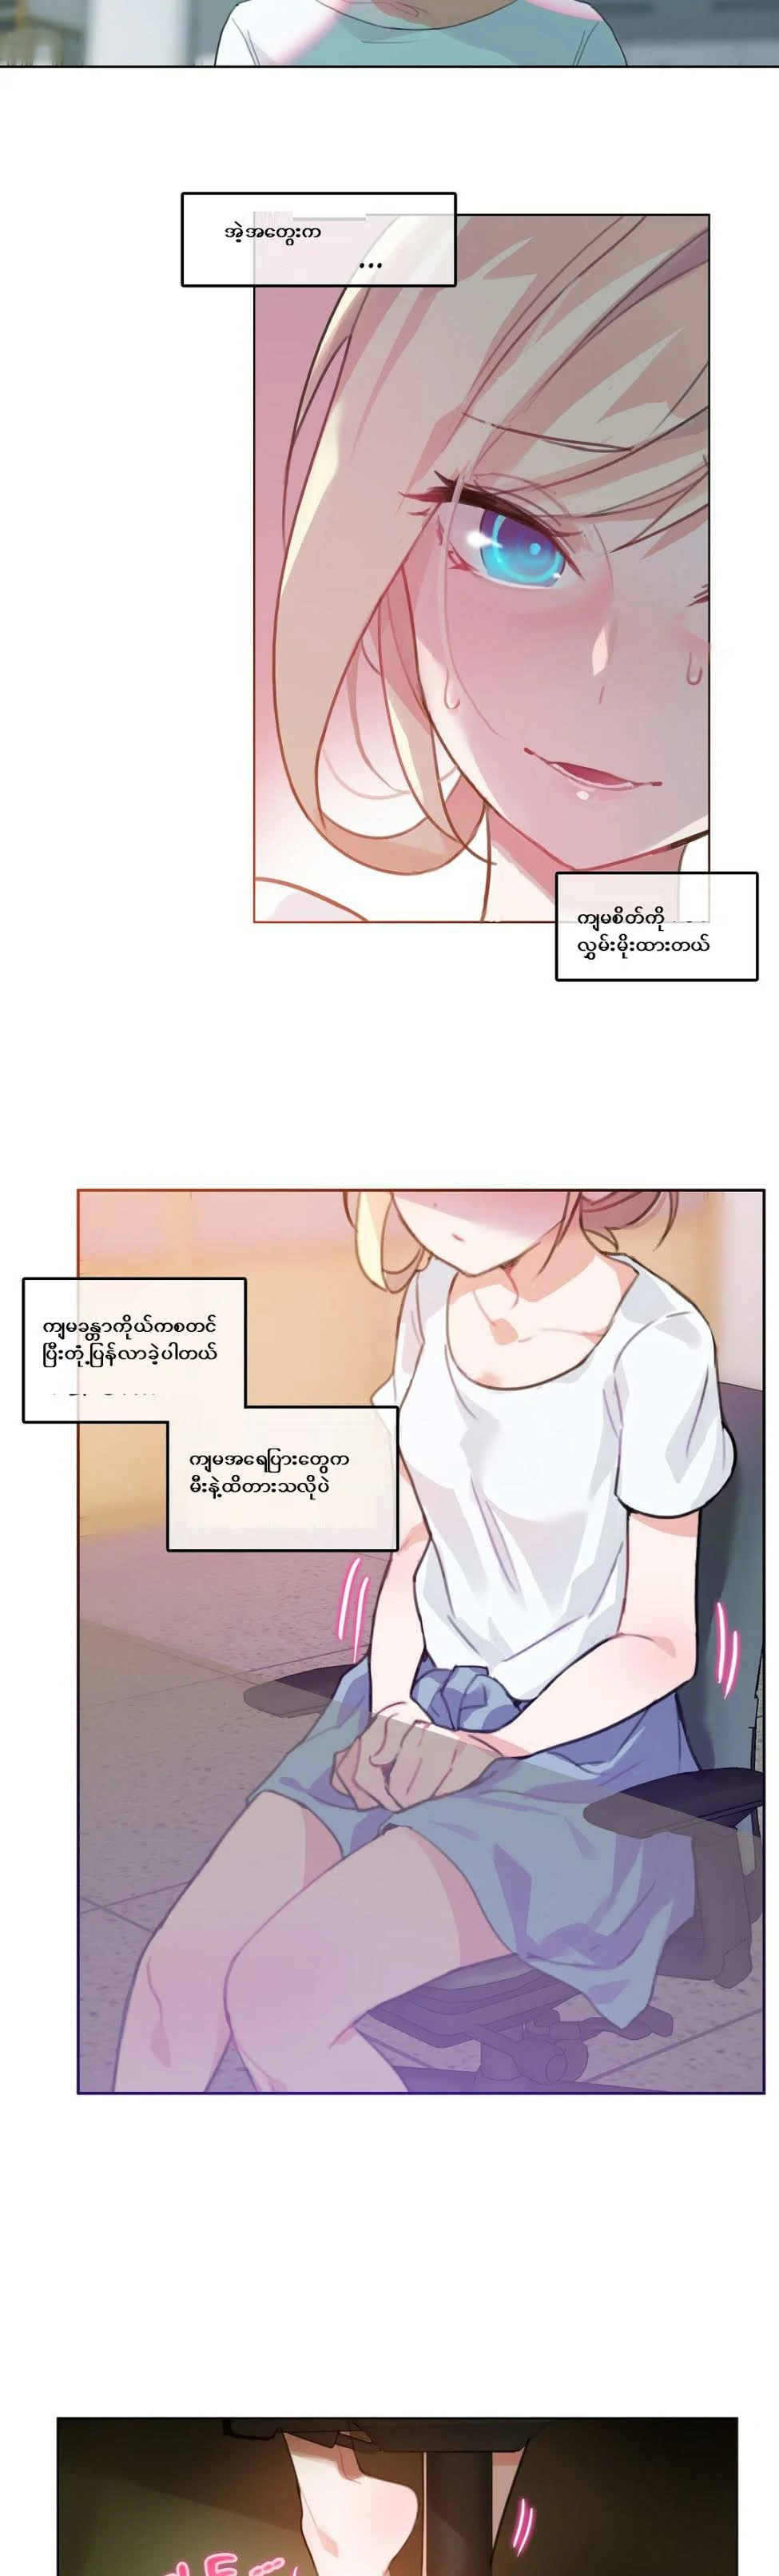 အဲ့အတွေးက
...
ကျမစိတ်ကို
လွှမ်းမိုးထားတယ်
ကျမခန္တာကိုယ်ကစတင်
ပြီးတုံ့ပြန်လာခဲ့ပါတယ်
ကျမအရေပြားတွေက
မီးနဲ့ထိတားသလိုပဲ